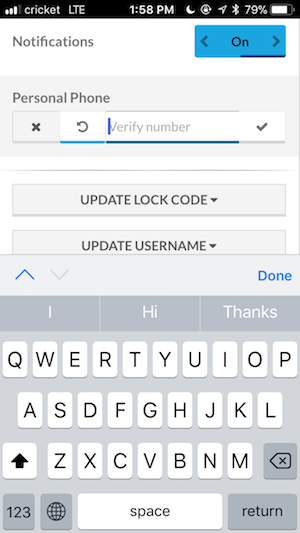 cricket LTE 1:58 PM 79%
Notifications On
Personal Phone
Verify number
UPDATE LOCK CODE
UPDATE USERNAME
Done
I Hi Thanks
Q W E R T Y U I O P
A S D F G H J K L
Z X C V B N M
123 space return